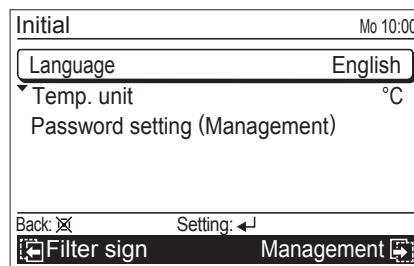 Initial Mo 10:00
Language English
Temp. unit °C
Password setting (Management)
Back: Setting:
Filter sign Management